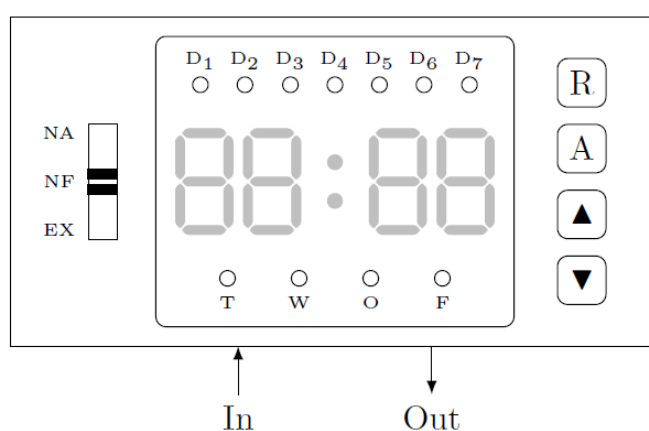 D1 D2 D3 D4 D5 D6 D7
R
NA
A
NF
▲
EX
▼
T W O F
In Out